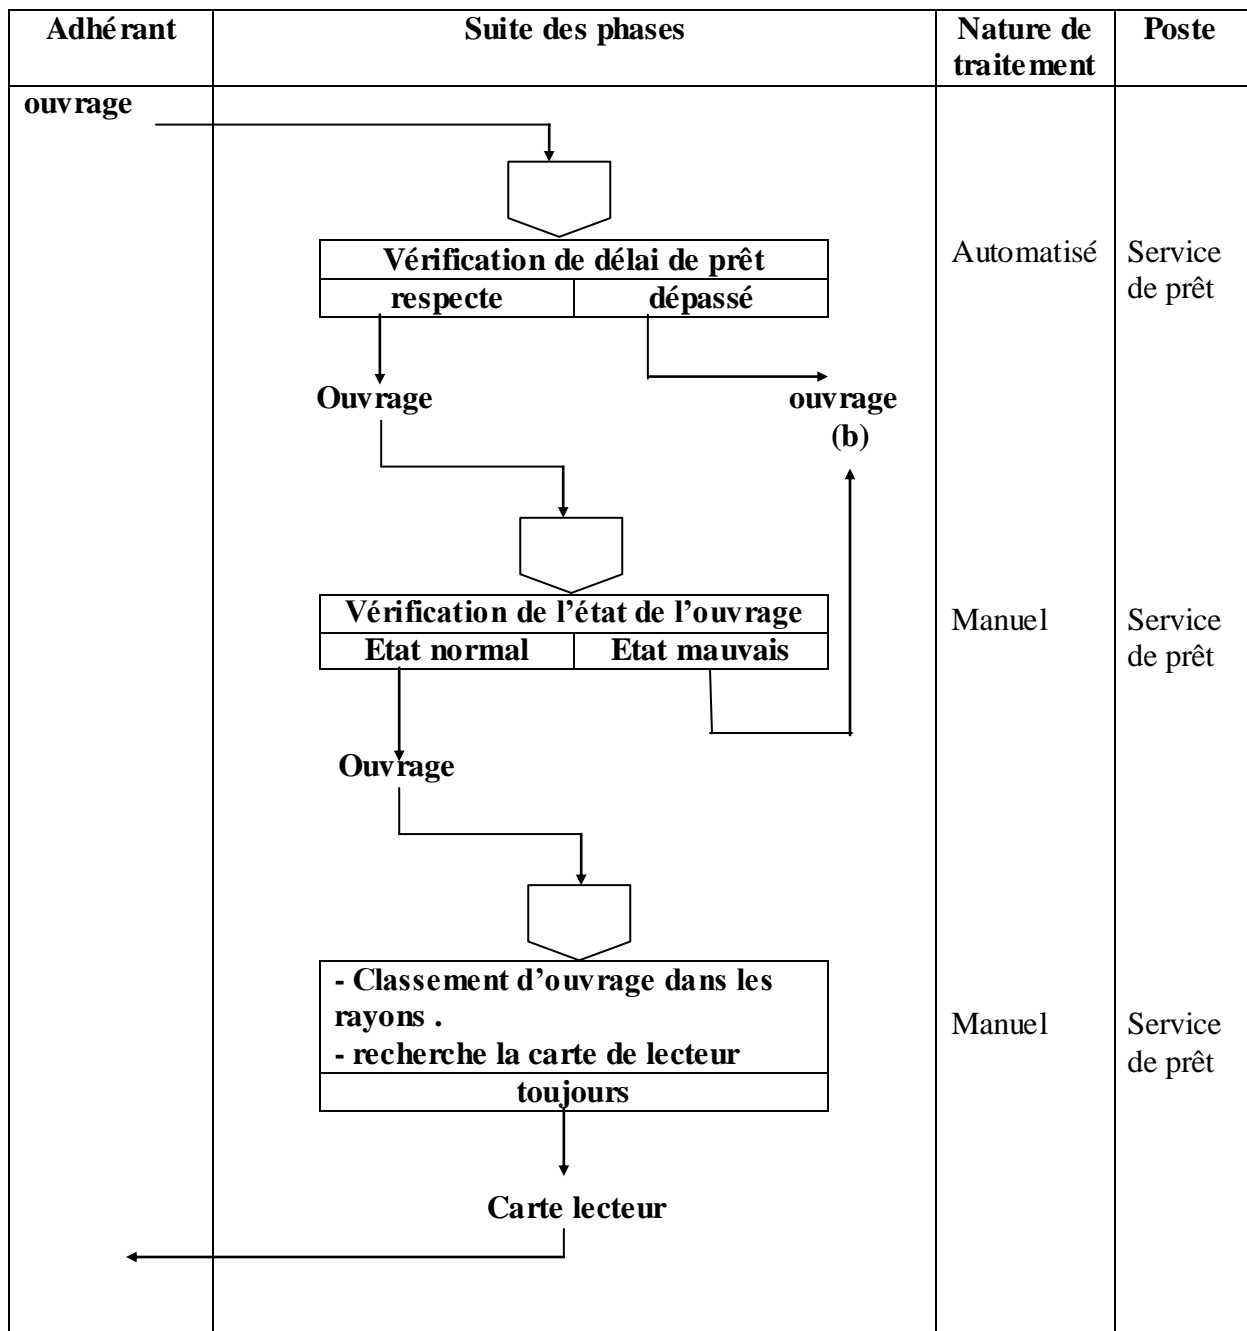 Adhérant
Suite des phases
Nature de
traitement
Poste
ouvrage
Vérification de délai de prêt
respecte
dépassé
Automatisé
Service
de prêt
Ouvrage
ouvrage
(b)
Vérification de l’état de l’ouvrage
Etat normal
Etat mauvais
Manuel
Service
de prêt
Ouvrage
- Classement d’ouvrage dans les
rayons .
- recherche la carte de lecteur
toujours
Manuel
Service
de prêt
Carte lecteur